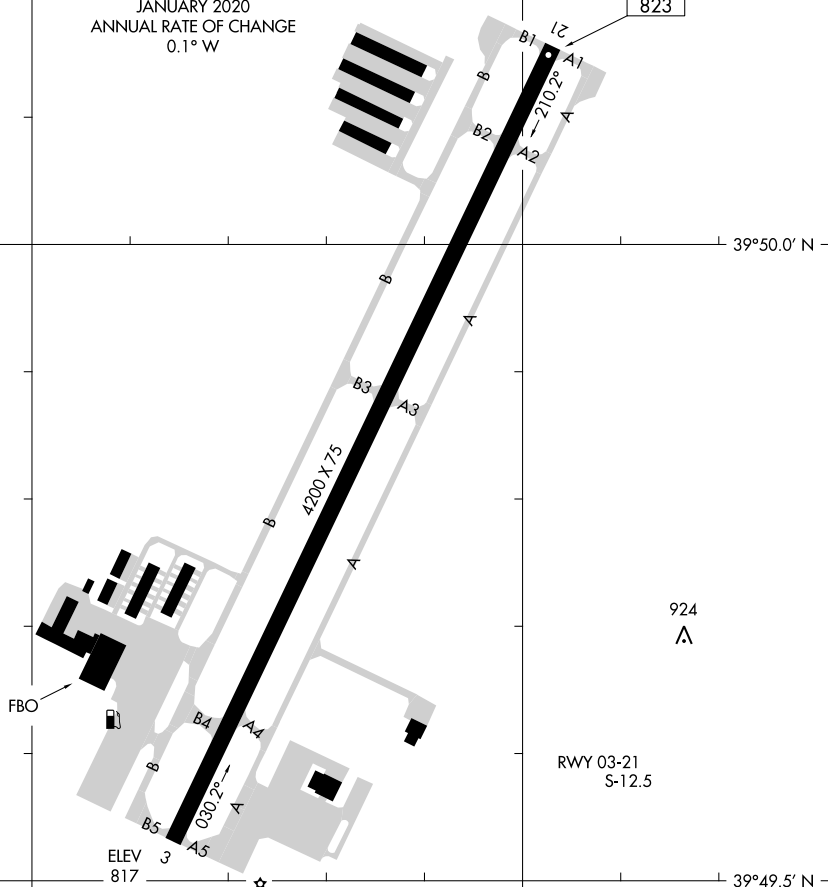 JANUARY 2020
ANNUAL RATE OF CHANGE
0.1° W
823
21
B1
A1
B
210.2°
A
B2
A2
39°50.0' N
B
A
B3
A3
4200 X 75
B
A
924
FBO
B4
A4
RWY 03-21
S-12.5
B
030.2°
A
B5
A5
3
ELEV
817
39°49.5' N